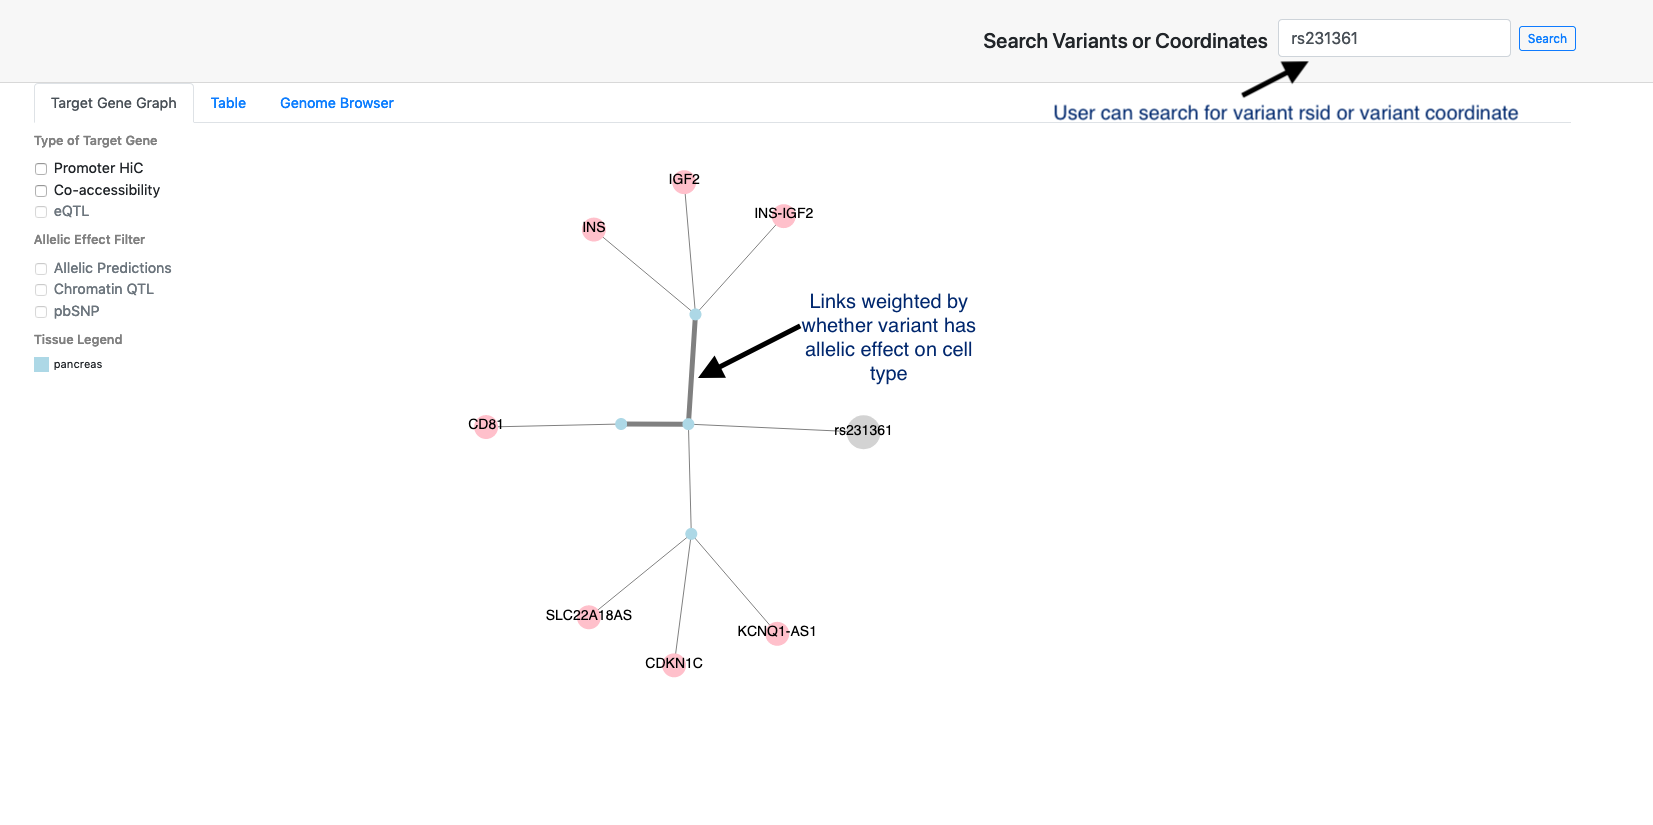 Search Variants or Coordinates
rs231361
Search
User can search for variant rsid or variant coordinate
Target Gene Graph
Table
Genome Browser
Type of Target Gene
Promoter HiC
Co-accessibility
eQTL
Allelic Effect Filter
Allelic Predictions
Chromatin QTL
pbSNP
Tissue Legend
pancreas
IGF2
INS-IGF2
INS
Links weighted by
whether variant has
allelic effect on cell
type
CD81
rs231361
SLC22A18AS
KCNQ1-AS1
CDKN1C